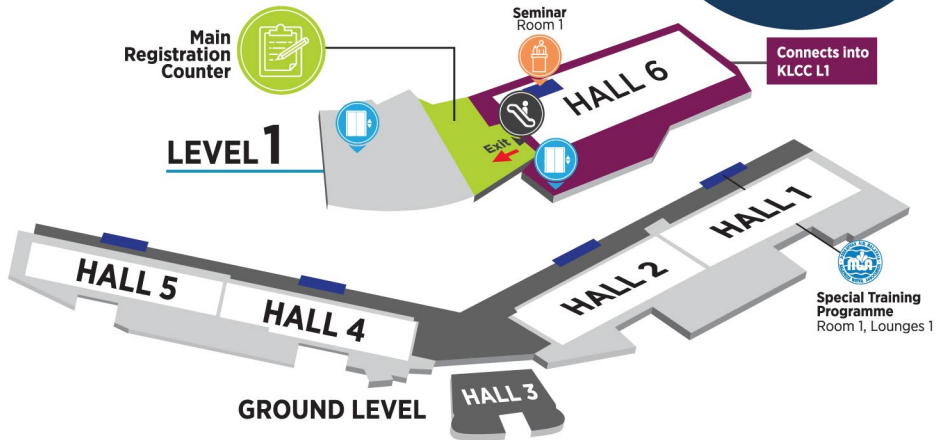 Seminar
Room 1
Main
Registration
Counter
Connects into
KLCC L1
HALL 6
Exit
LEVEL 1
HALL 1
HALL 2
HALL 5
HALL 4
Special Training
Programme
Room 1, Lounges 1
HALL 3
GROUND LEVEL